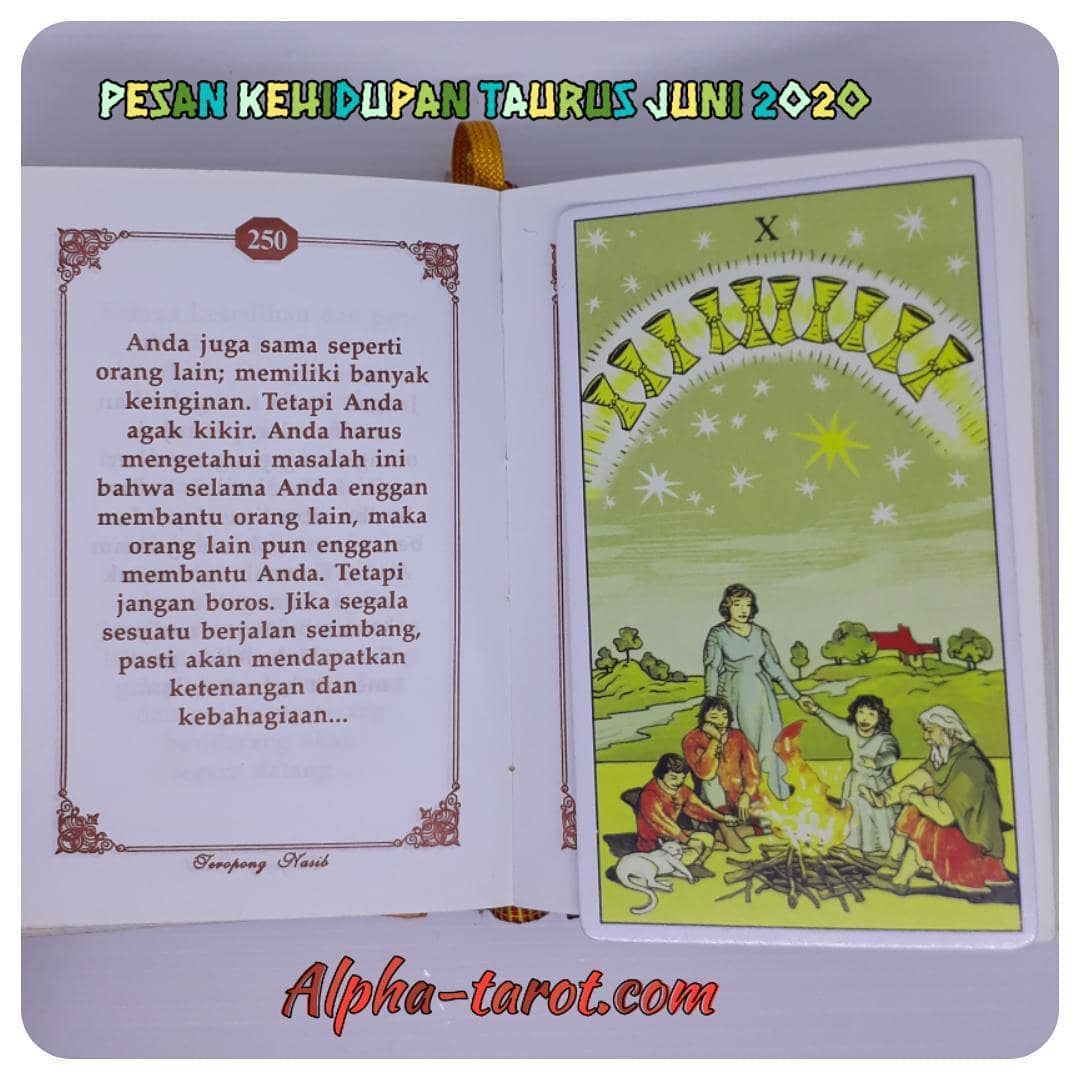 PESAN KEHIDUPAN TAURUS JUNI 2020
250
Anda juga sama seperti
orang lain; memiliki banyak
keinginan. Tetapi Anda
agak kikir. Anda harus
mengetahui masalah ini
bahwa selama Anda enggan
membantu orang lain, maka
orang lain pun enggan
membantu Anda. Tetapi
jangan boros. Jika segala
sesuatu berjalan seimbang,
pasti akan mendapatkan
ketenangan dan
kebahagiaan...
Teropong Nasib
X
Alpha-tarot.com